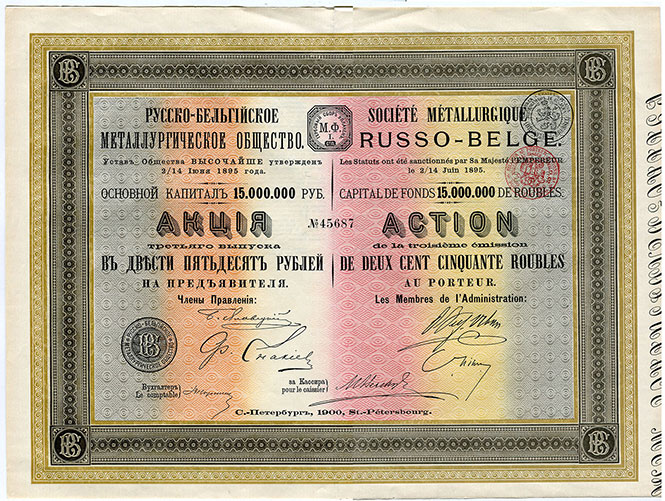 РУССКО-БЕЛЬГІЙСКОЕ
МЕТАЛЛУРГИЧЕСКОЕ ОБЩЕСТВО.
Уставъ Общества ВЫСОЧАЙШЕ утвержденъ
2/14 Іюня 1895 года.
ОСНОВНОЙ КАПИТАЛЪ 15.000.000 РУБ.
АКЦІЯ
третьяго выпуска
ВЪ ДВѢСТИ ПЯТЬДЕСЯТЪ РУБЛЕЙ
НА ПРЕДЪЯВИТЕЛЯ.
Члены Правленія:
М.Ф.
I.
№45687
SOCIÉTÉ MÉTALLURGIQUE
RUSSO-BELGE.
Les Statuts ont été sanctionnés par Sa Majesté l'EMPEREUR
le 2/14 Juin 1895.
CAPITAL DE FONDS 15.000.000 DE ROUBLES.
ACTION
de la troisième émission
DE DEUX CENT CINQUANTE ROUBLES
AU PORTEUR.
Les Membres de l'Administration:
Бухгалтеръ
Le comptable
за Кассира
pour le caissier
С.-Петербургъ, 1900, St.-Pétersbourg.